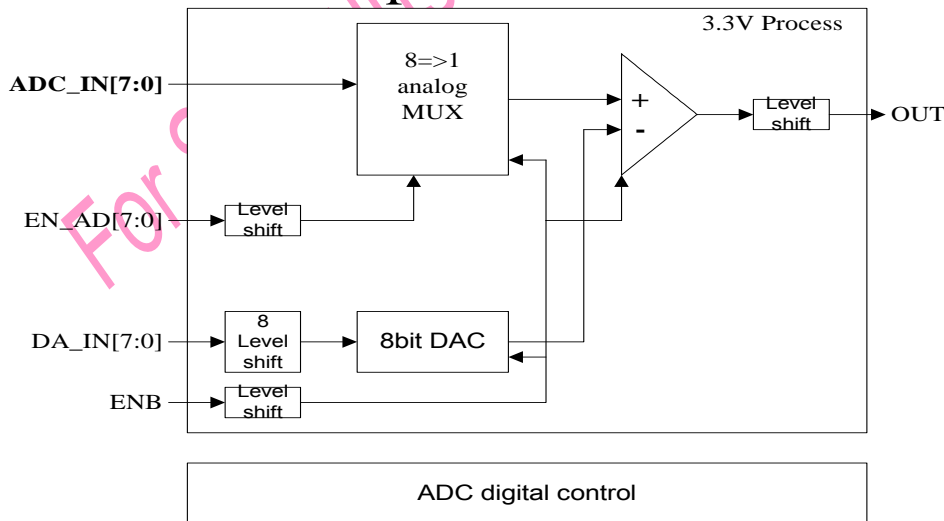 3.3V Process
8=>1
analog
MUX
ADC_IN[7:0]
+
-
Level
shift
OUT
EN_AD[7:0]
Level
shift
For
DA_IN[7:0]
8
Level
shift
8bit DAC
ENB
Level
shift
ADC digital control